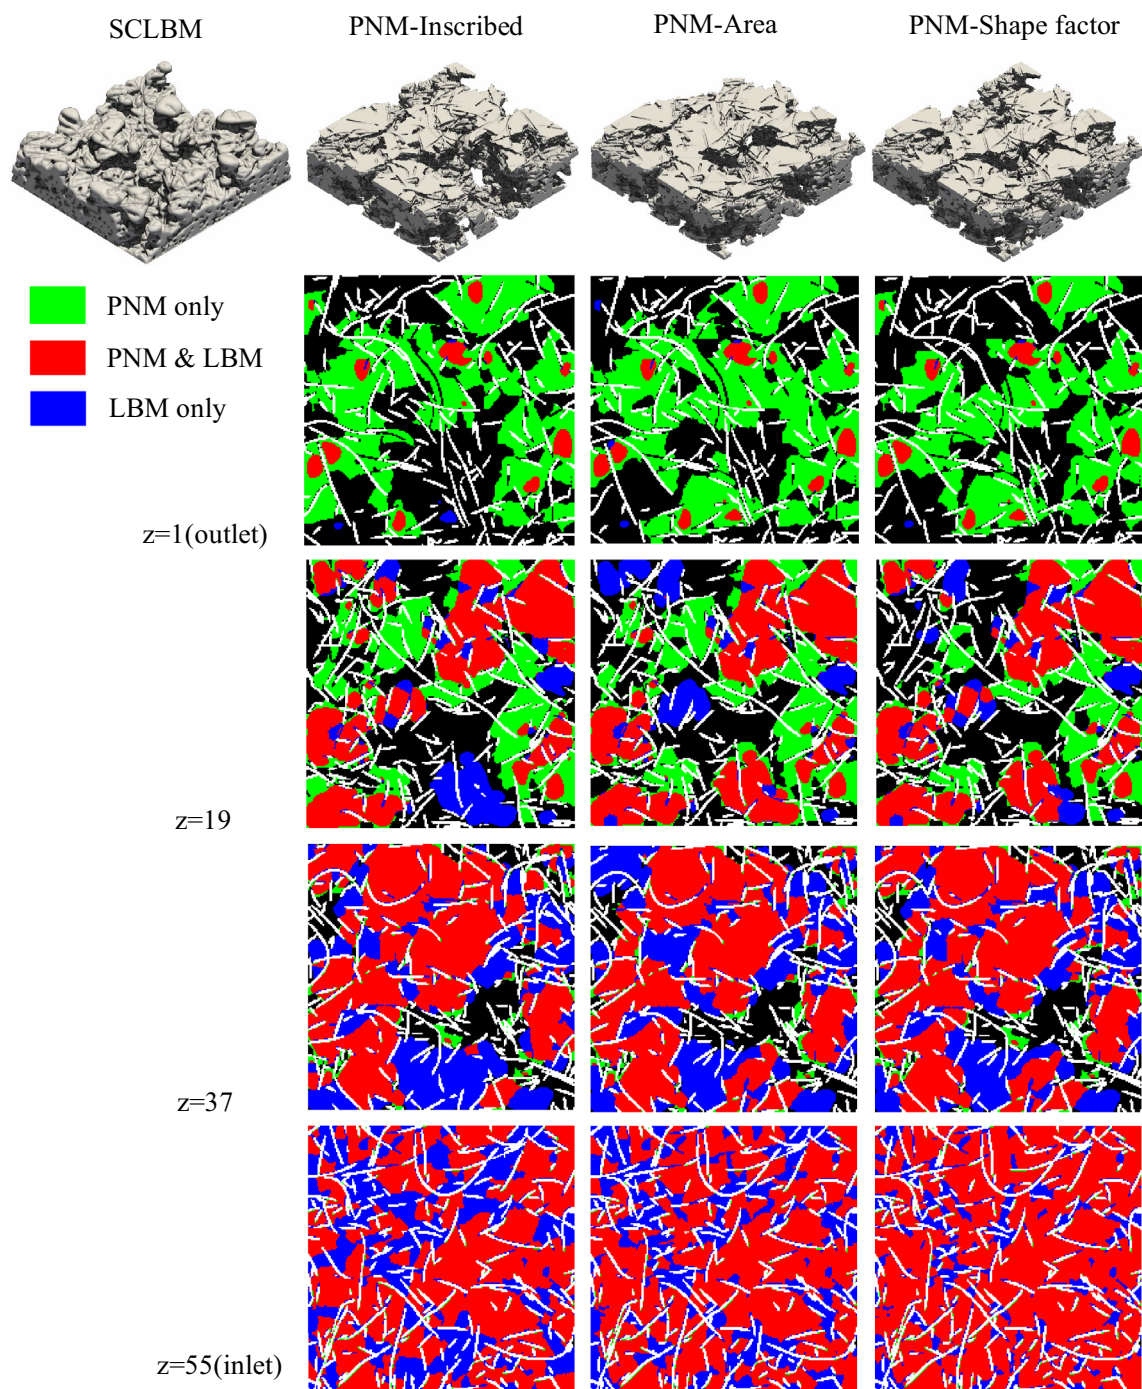 SCLBM
PNM-Inscribed
PNM-Area
PNM-Shape factor
PNM only
PNM & LBM
LBM only
z=1(outlet)
z=19
z=37
z=55(inlet)